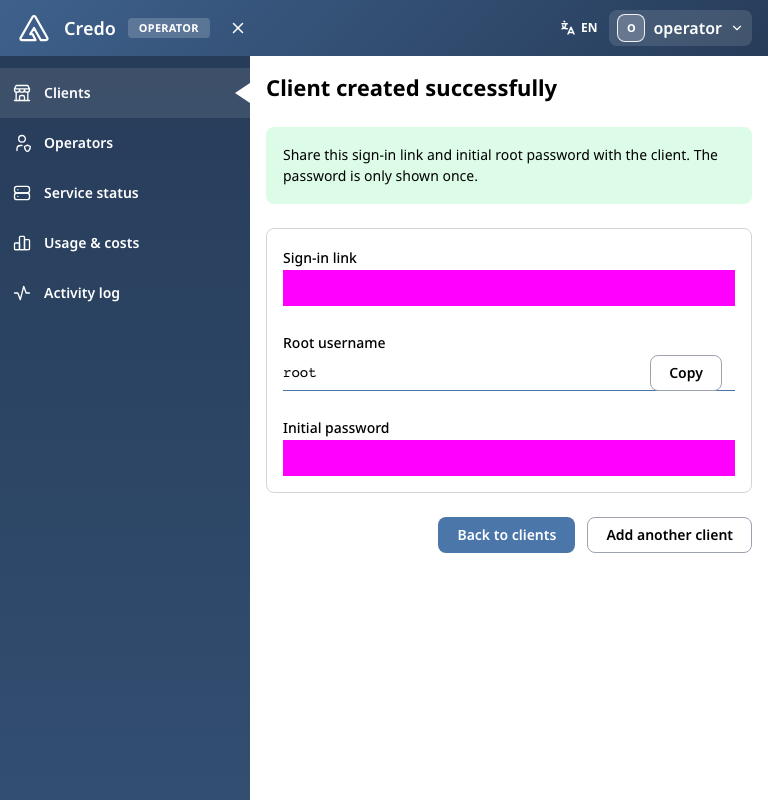 Credo OPERATOR
EN O operator
Clients
Operators
Service status
Usage & costs
Activity log
Client created successfully
Share this sign-in link and initial root password with the client. The
password is only shown once.
Sign-in link
Root username
root Copy
Initial password
Back to clients Add another client